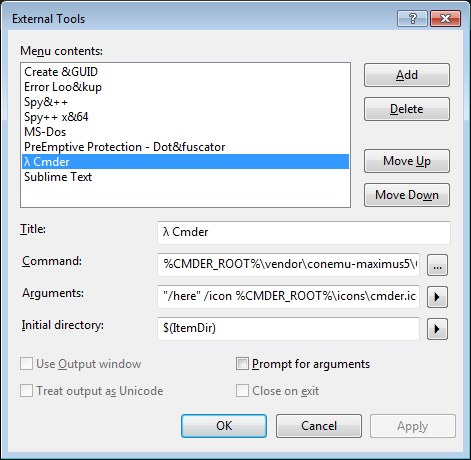 External Tools
Menu contents:
Create &GUID
Error Loo&kup
Spy&++
Spy++ x&64
MS-Dos
PreEmptive Protection - Dot&fuscator
λ Cmder
Sublime Text
Add
Delete
Move Up
Move Down
Title:
λ Cmder
Command:
%CMDER_ROOT%\vendor\conemu-maximus5\
...
Arguments:
"/here" /icon %CMDER_ROOT%\icons\cmder.ic
Initial directory:
$(ItemDir)
Use Output window
Prompt for arguments
Treat output as Unicode
Close on exit
OK
Cancel
Apply